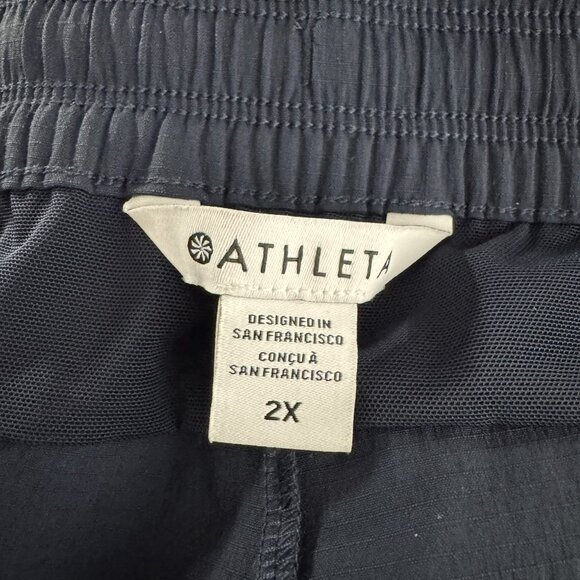 ATHLETA
DESIGNED IN
SAN FRANCISCO
CONÇU À
SAN FRANCISCO
2X